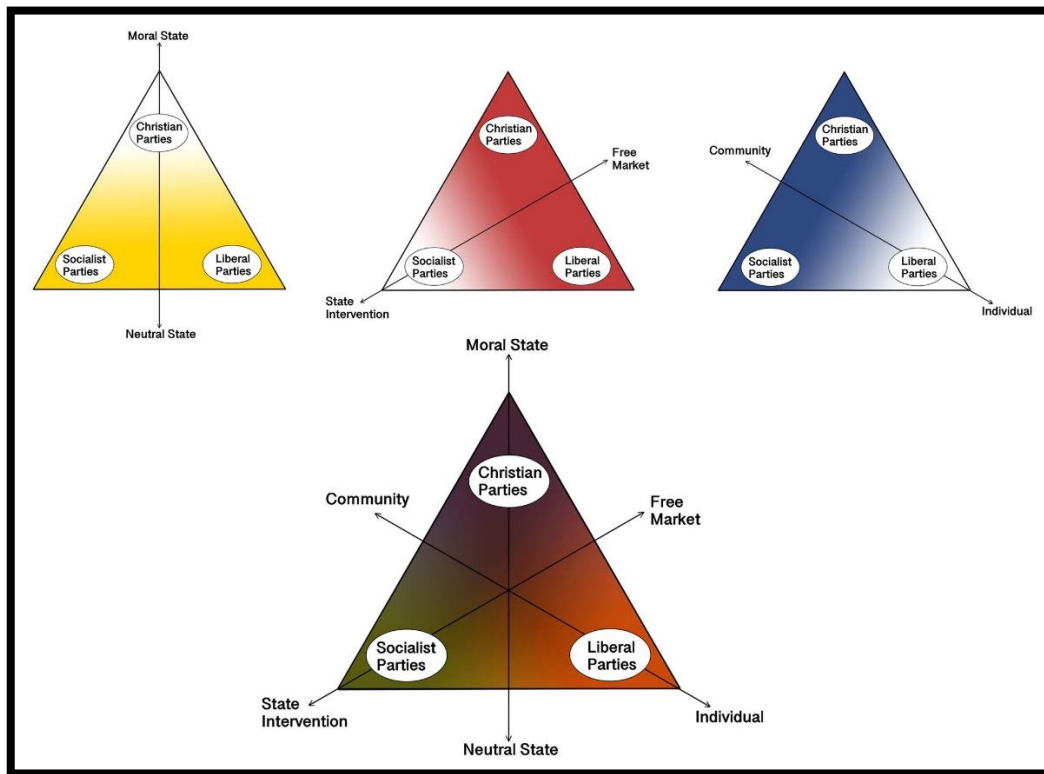 Moral State
Christian
Parties
Socialist
Parties
Liberal
Parties
Neutral State
Christian
Parties
Free
Market
Socialist
Parties
Liberal
Parties
State
Intervention
Christian
Parties
Community
Socialist
Parties
Liberal
Parties
Individual
Moral State
Christian
Parties
Community
Free
Market
Socialist
Parties
Liberal
Parties
State
Intervention
Individual
Neutral State